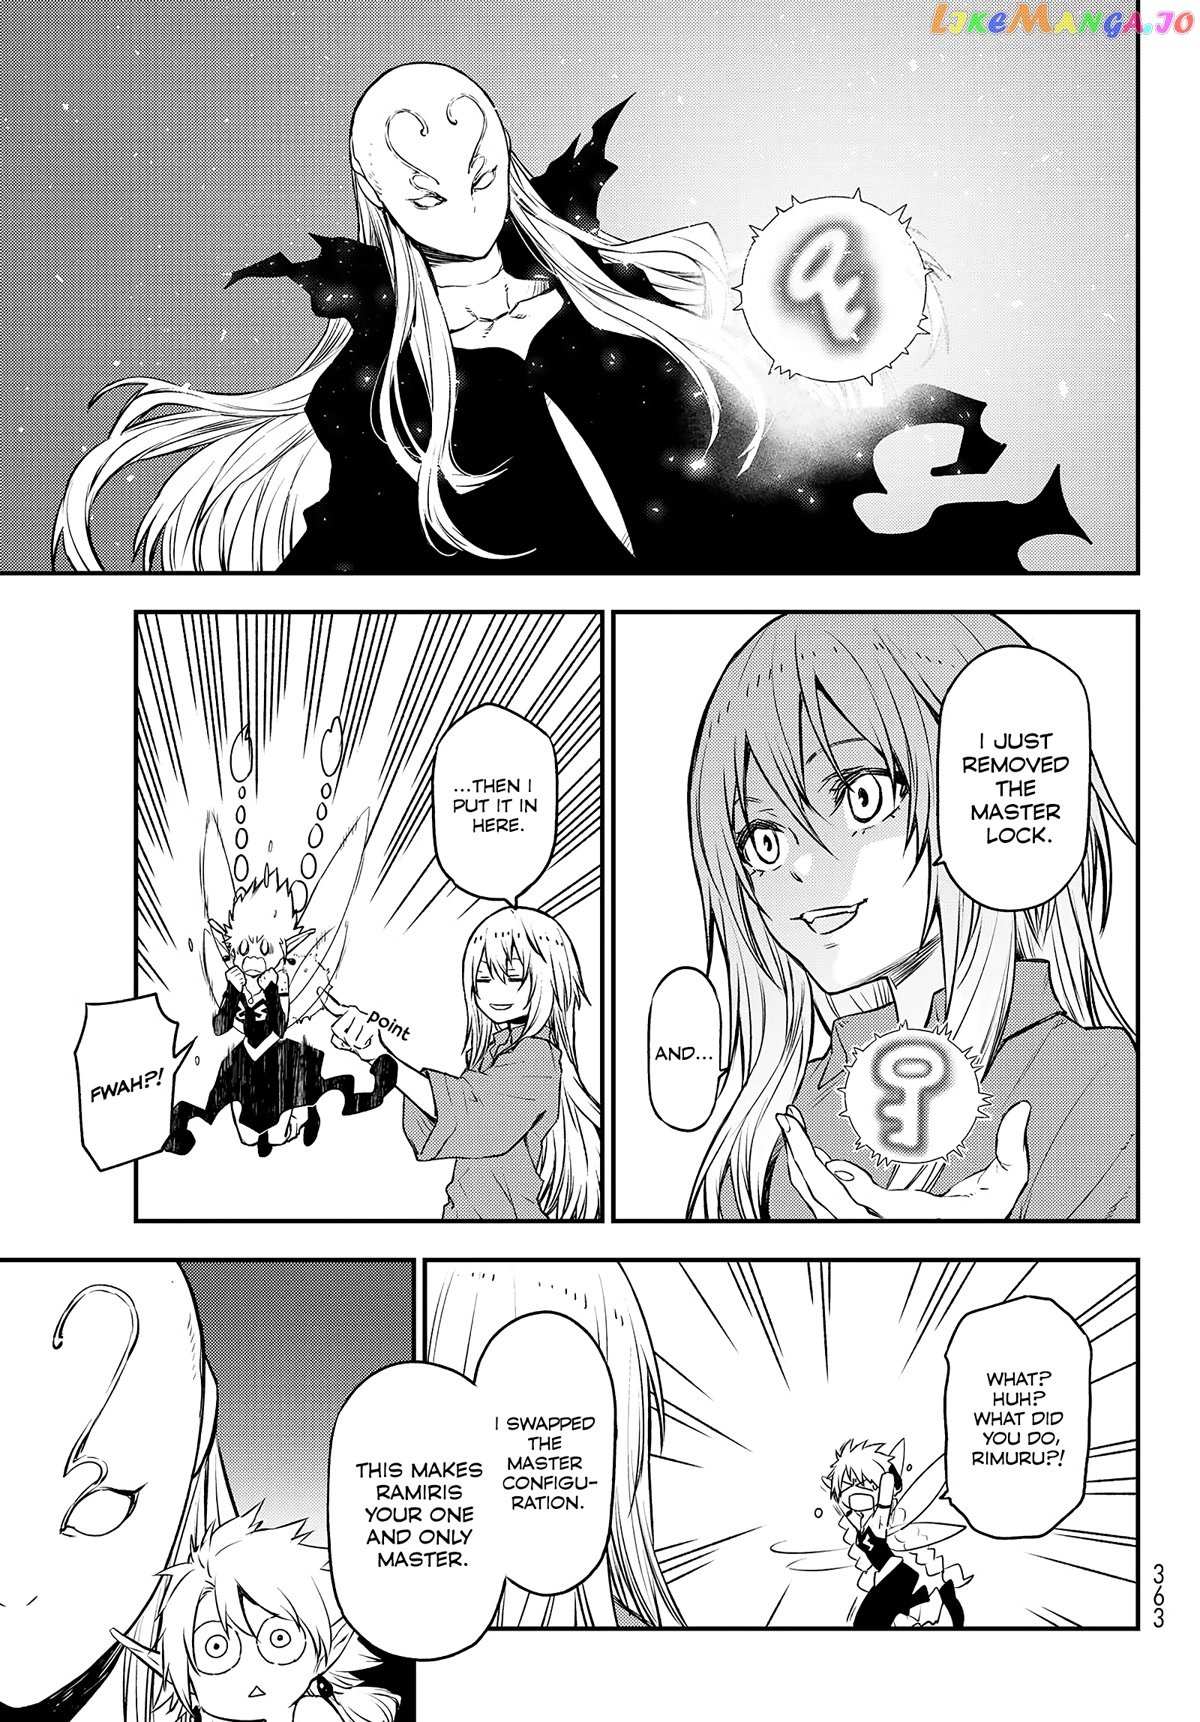 LIKEMANGA.IO
I JUST
REMOVED
THE
MASTER
LOCK.
AND...
...THEN I
PUT IT IN
HERE.
point
FWAH?!
WHAT?
HUH?
WHAT DID
YOU DO,
RIMURU?!
I SWAPPED
THE
MASTER
CONFIGU-
RATION.
THIS MAKES
RAMIRIS
YOUR ONE
AND ONLY
MASTER.
363